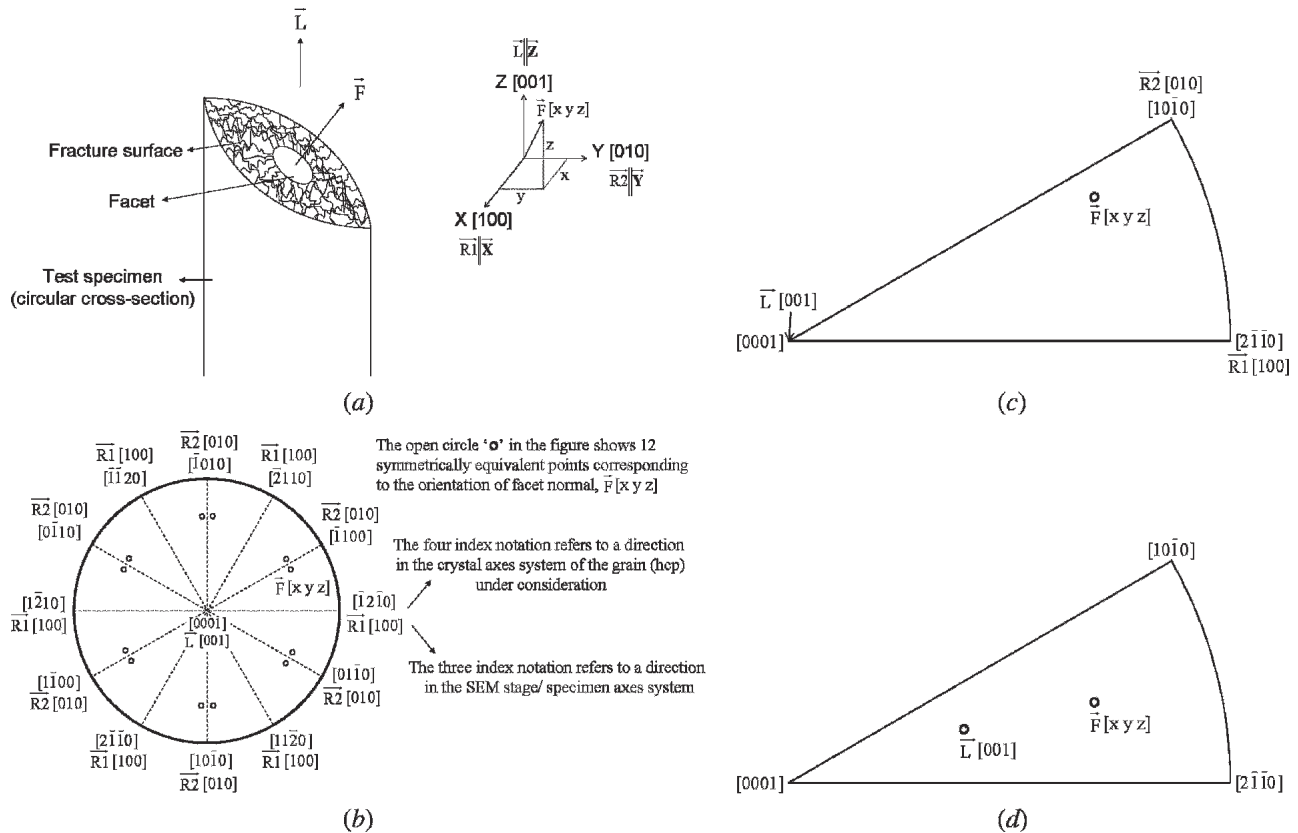 L
F
Fracture surface
Facet
Test specimen
(circular cross-section)
L||Z
Z [001]
F [x y z]
z
Y [010]
R2||Y
x
y
X [100]
R1||X
(a)
R2 [010]
[101̄0]
F [x y z]
L [001]
[0001]
[21̄1̄0]
R1 [100]
(c)
The open circle ‘o’ in the figure shows 12
symmetrically equivalent points corresponding
to the orientation of facet normal, F [x y z]
The four index notation refers to a direction
in the crystal axes system of the grain (hcp)
under consideration
The three index notation refers to a direction
in the SEM stage/ specimen axes system
R1 [100]
[1̄1̄20]
R2 [010]
[1̄010]
R1 [100]
[2̄110]
R2 [010]
[01̄10]
R2 [010]
[1̄100]
F [x y z]
[12̄10]
R1 [100]
[0001]
L [001]
[1̄21̄0]
R1 [100]
[11̄00]
R2 [010]
[011̄0]
R2 [010]
[21̄1̄0]
R1 [100]
[101̄0]
R2 [010]
[112̄0]
R1 [100]
(b)
[101̄0]
F [x y z]
L [001]
[0001]
[21̄1̄0]
(d)